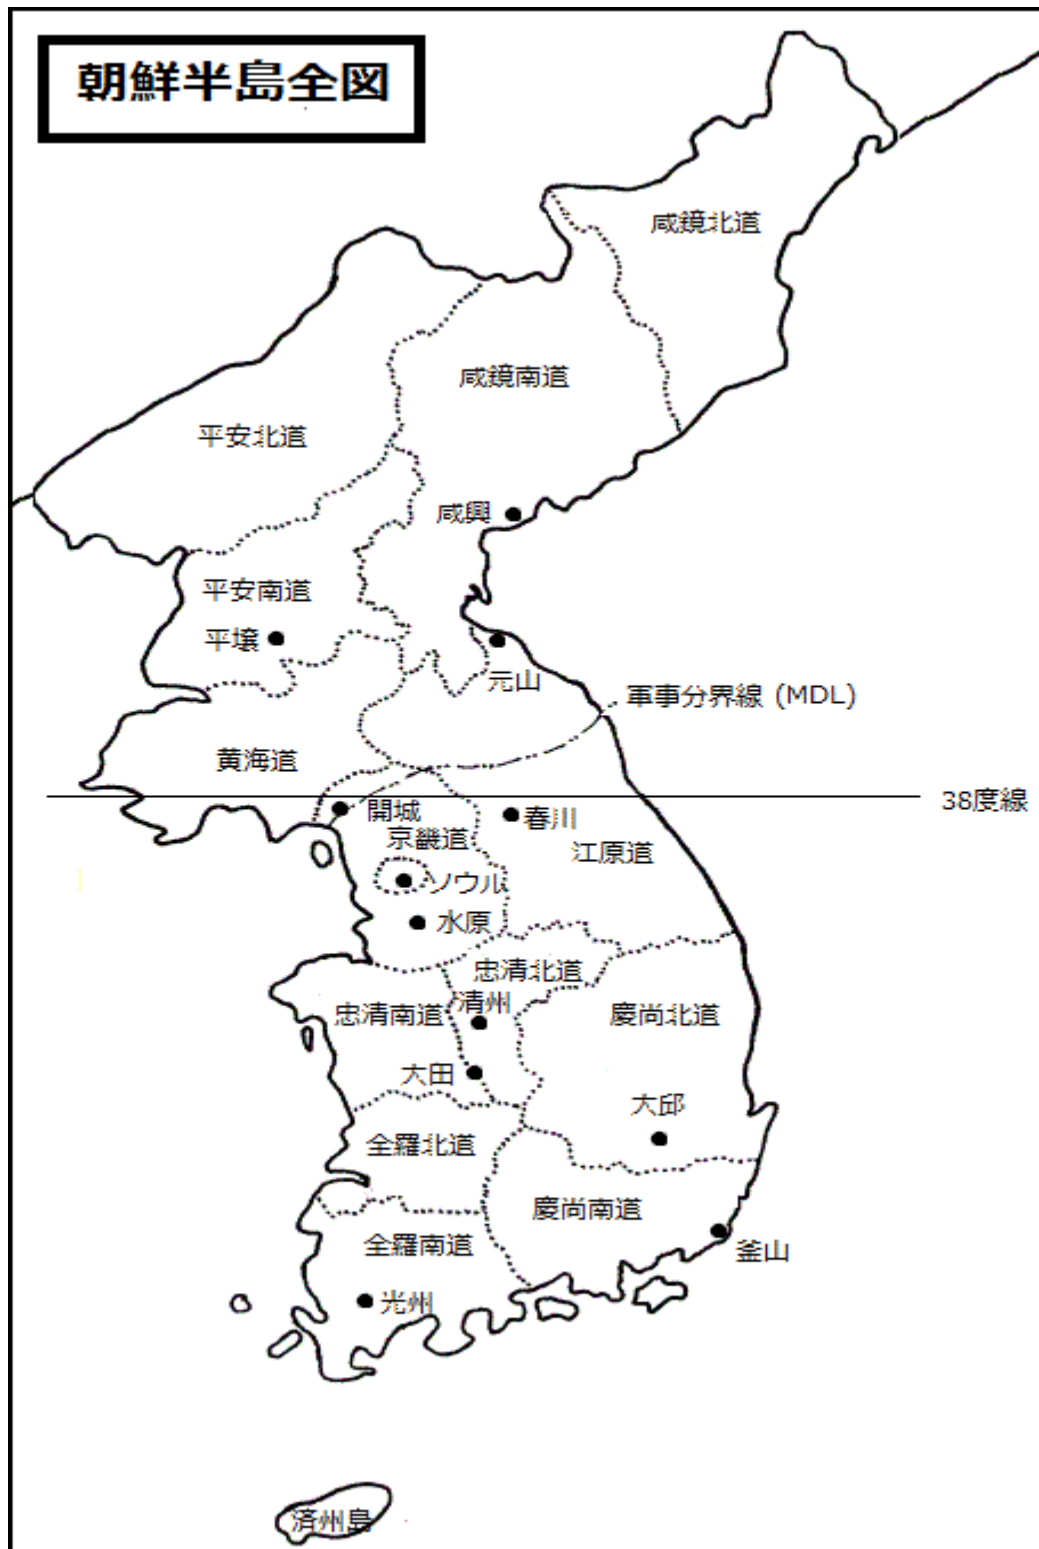 朝鮮半島全図
咸鏡北道
咸鏡南道
平安北道
咸興
平安南道
平壌
元山
軍事分界線 (MDL)
黄海道
38度線
開城
春川
京畿道
江原道
ソウル
水原
忠清北道
清州
忠清南道
慶尚北道
大田
大邱
全羅北道
慶尚南道
全羅南道
釜山
光州
済州島